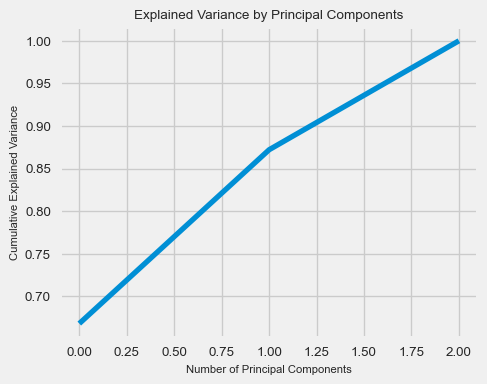 Explained Variance by Principal Components
1.00
0.95
0.90
0.85
0.80
0.75
0.70
Cumulative Explained Variance
0.00 0.25 0.50 0.75 1.00 1.25 1.50 1.75 2.00
Number of Principal Components